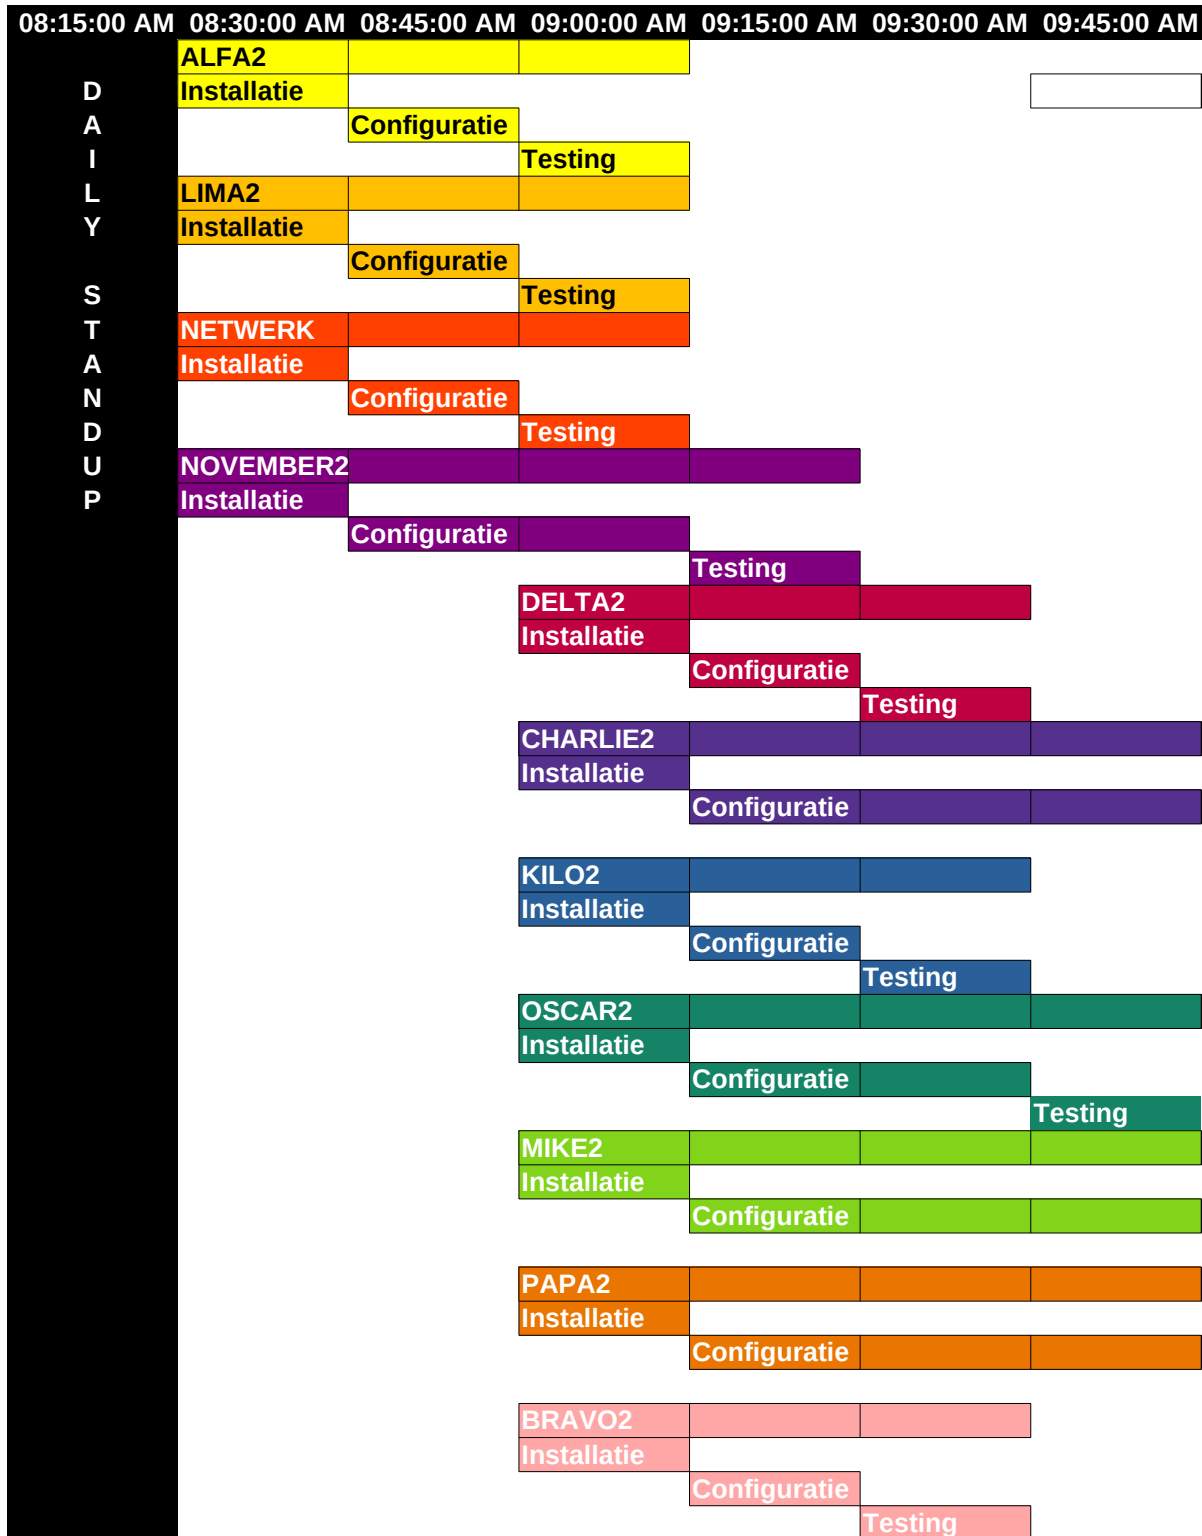 08:15:00 AM 08:30:00 AM 08:45:00 AM 09:00:00 AM 09:15:00 AM 09:30:00 AM 09:45:00 AM
ALFA2
D Installatie
A Configuratie
I Testing
L LIMA2
Y Installatie
Configuratie
S Testing
T NETWERK
A Installatie
N Configuratie
D Testing
U NOVEMBER2
P Installatie
Configuratie
Testing
DELTA2
Installatie
Configuratie
Testing
CHARLIE2
Installatie
Configuratie
KILO2
Installatie
Configuratie
Testing
OSCAR2
Installatie
Configuratie
Testing
MIKE2
Installatie
Configuratie
PAPA2
Installatie
Configuratie
BRAVO2
Installatie
Configuratie
Testing